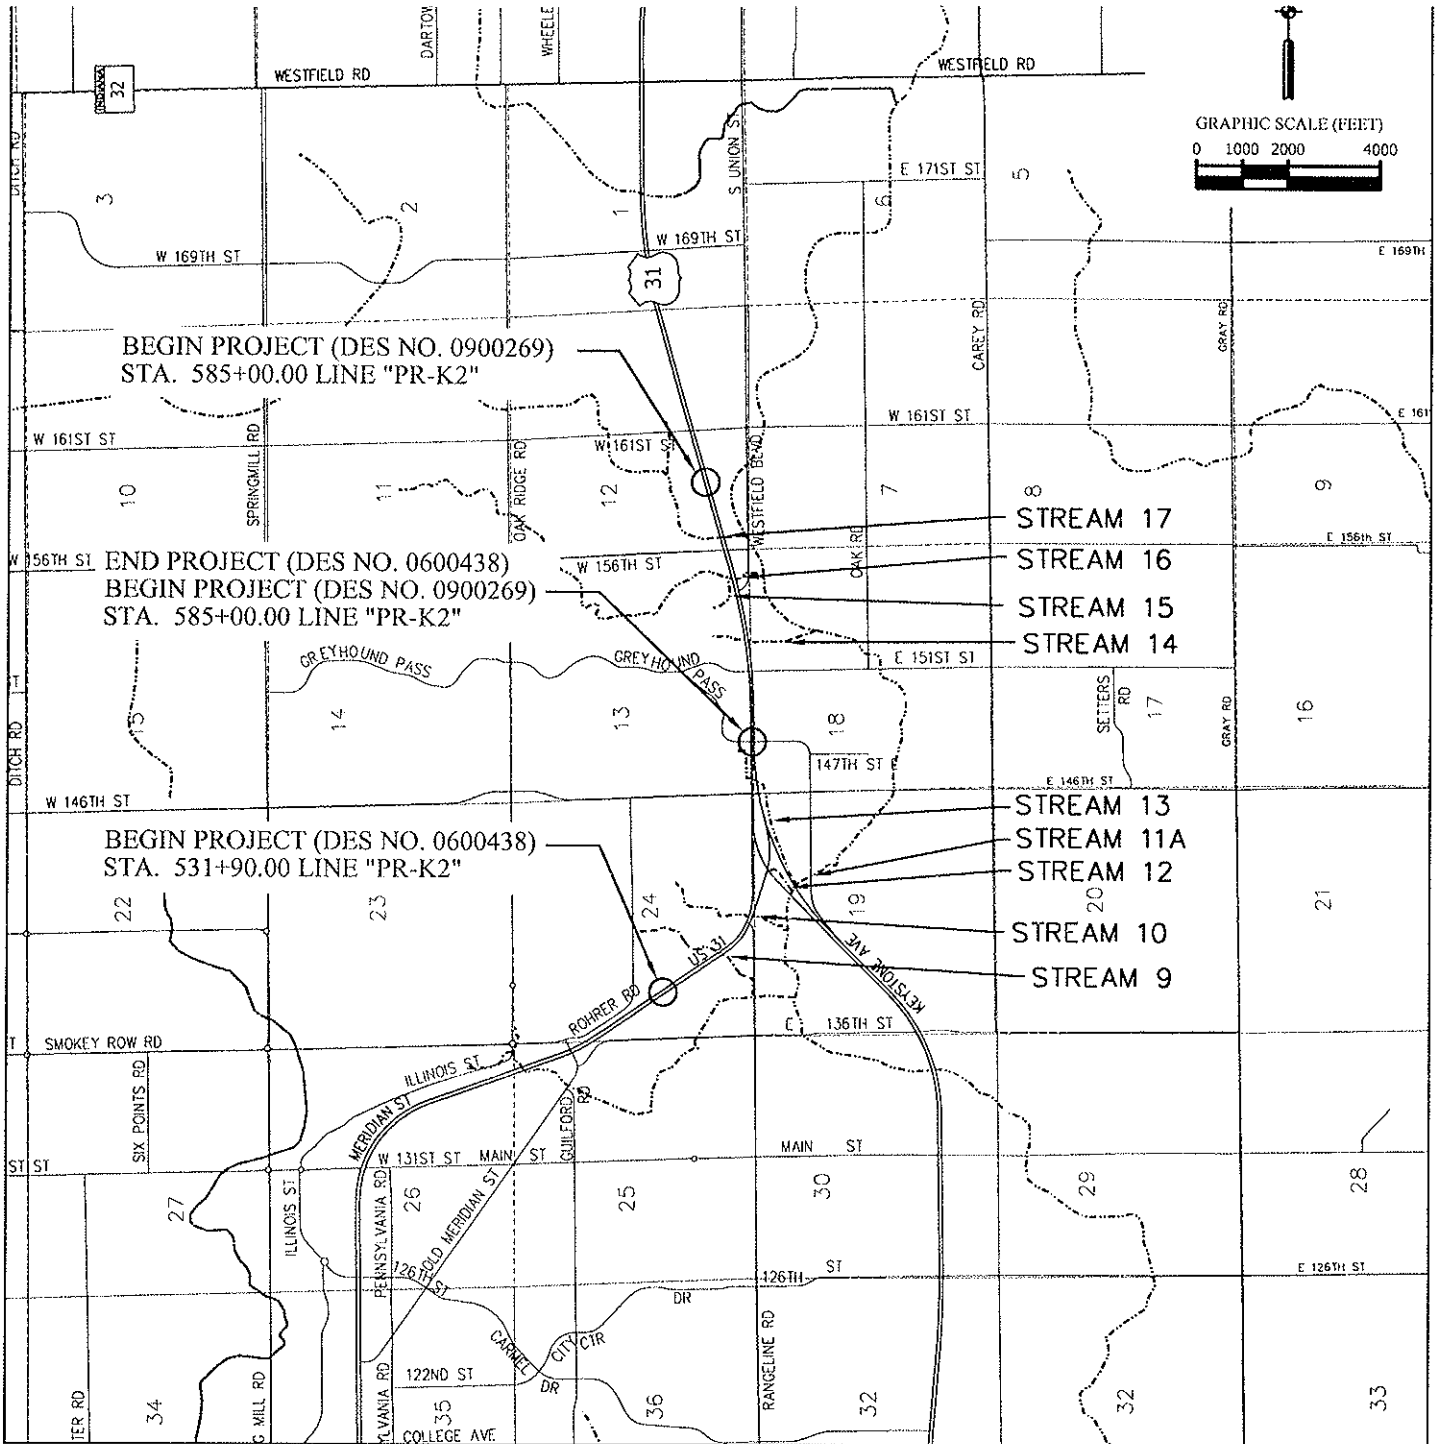 DARTOW
WHEELE
WESTFIELD RD
WESTFIELD RD
INDIANA
32
GRAPHIC SCALE (FEET)
0 1000 2000 4000
DITCH RD
S UNION ST
E 171ST ST
3
2
1
6
5
W 169TH ST
W 169TH ST
E 169TH
31
CAREY RD
GRAY RD
BEGIN PROJECT (DES NO. 0900269)
STA. 585+00.00 LINE "PR-K2"
W 161ST ST
W 161ST ST
W 161ST ST
E 161
SPRINGMILL RD
OAK RIDGE RD
WESTFIELD BLVD
10
11
12
7
8
9
STREAM 17
W 156TH ST
W 156TH ST
E 156th ST
OAK RD
END PROJECT (DES NO. 0600438)
BEGIN PROJECT (DES NO. 0900269)
STA. 585+00.00 LINE "PR-K2"
STREAM 16
STREAM 15
STREAM 14
GREYHOUND PASS
GREYHOUND
PASS
E 151ST ST
T
DITCH RD
15
14
13
18
SETTERS
RD
17
GRAY RD
16
147TH ST E
E 146TH ST
W 146TH ST
STREAM 13
STREAM 11A
STREAM 12
BEGIN PROJECT (DES NO. 0600438)
STA. 531+90.00 LINE "PR-K2"
22
23
24
19
20
21
STREAM 10
STREAM 9
US 31
KEYSTONE AVE
ROHRER RD
E 136TH ST
T
SMOKEY ROW RD
SIX POINTS RD
ILLINOIS ST
MERIDIAN ST
GUILFORD
RD
ST ST
W 131ST ST MAIN ST
MAIN ST
27
ILLINOIS ST
PENNSYLVANIA RD
26
OLD MERIDIAN ST
25
30
29
28
126TH ST
126TH ST
E 126TH ST
DR
CARMEL
CITY CTR
DR
RANGELINE RD
122ND ST
TER RD
34
G MILL RD
YLVANIA RD
35
COLLEGE AVE
36
32
32
33